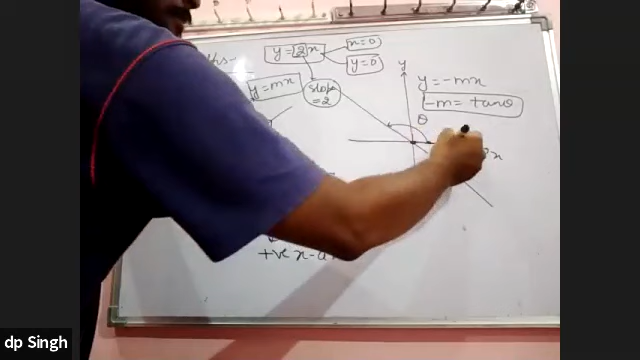 y=2x
x=0
y=0
y=mx
slope
=2
y
y=-mx
-m=tanθ
θ
x
+ve x-a
dp Singh